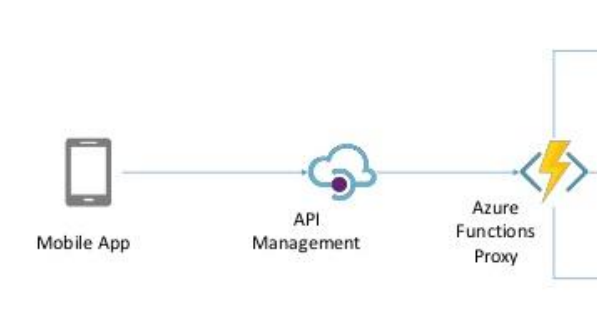 Mobile App
API
Management
Azure
Functions
Proxy